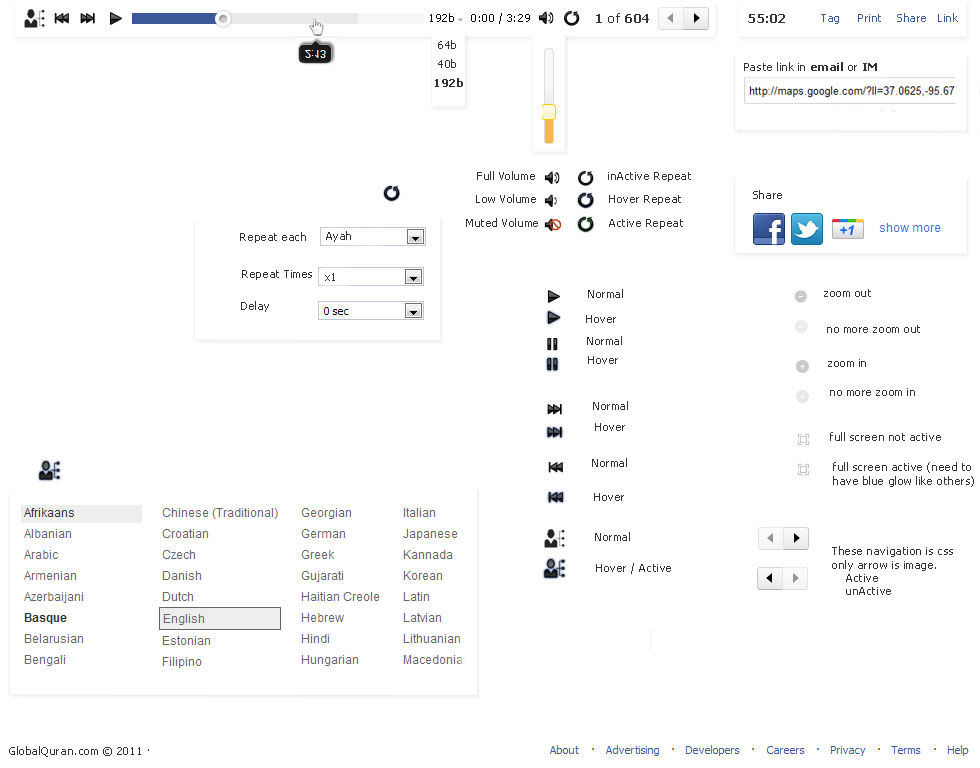 192b 0:00 / 3:29 1 of 604 55:02 Tag Print Share Link
2:13
64b
40b
192b
Paste link in email or IM
http://maps.google.com/?ll=37.0625,-95.67
Full Volume inActive Repeat
Low Volume Hover Repeat
Muted Volume Active Repeat
Share
+1 show more
Repeat each Ayah
Repeat Times x1
Delay 0 sec
Normal
Hover
Normal
Hover
Normal
Hover
Normal
Hover
Normal
Hover / Active
zoom out
no more zoom out
zoom in
no more zoom in
full screen not active
full screen active (need to
have blue glow like others)
These navigation is css
only arrow is image.
Active
unActive
Afrikaans Chinese (Traditional) Georgian Italian
Albanian Croatian German Japanese
Arabic Czech Greek Kannada
Armenian Danish Gujarati Korean
Azerbaijani Dutch Haitian Creole Latin
Basque English Hebrew Latvian
Belarusian Estonian Hindi Lithuanian
Bengali Filipino Hungarian Macedonia
GlobalQuran.com © 2011 · About · Advertising · Developers · Careers · Privacy · Terms · Help